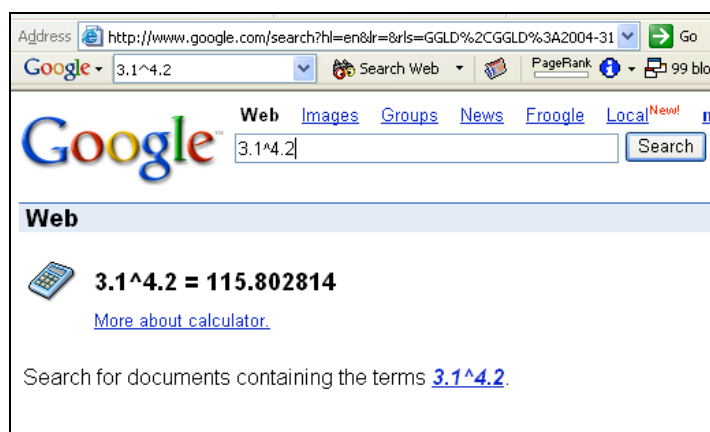 Address http://www.google.com/search?hl=en&lr=&rls=GGLD%2CGGLD%3A2004-31 Go
Google 3.1^4.2 Search Web PageRank 99 blo
Web Images Groups News Froogle Local New!
Google 3.1^4.2 Search
Web
3.1^4.2 = 115.802814
More about calculator.
Search for documents containing the terms 3.1^4.2.